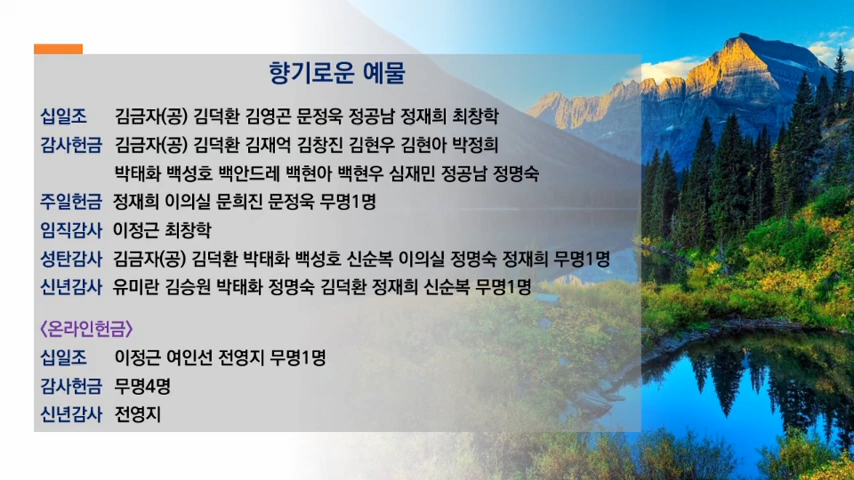 향기로운 예물
십일조 김금자(공) 김덕환 김영곤 문정욱 정공남 정재희 최창학
감사헌금 김금자(공) 김덕환 김재억 김창진 김현우 김현아 박정희
박태화 백성호 백안드레 백현아 백현우 심재민 정공남 정명숙
주일헌금 정재희 이의실 문희진 문정욱 무명1명
임직감사 이정근 최창학
성탄감사 김금자(공) 김덕환 박태화 백성호 신순복 이의실 정명숙 정재희 무명1명
신년감사 유미란 김승원 박태화 정명숙 김덕환 정재희 신순복 무명1명
<온라인헌금>
십일조 이정근 여인선 전영지 무명1명
감사헌금 무명4명
신년감사 전영지